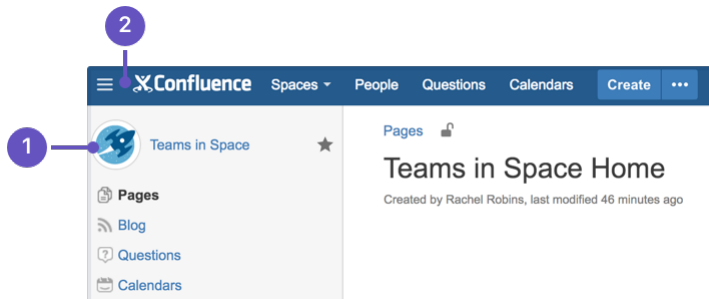 2
Confluence Spaces People Questions Calendars Create •••
1
Teams in Space
Pages
Blog
Questions
Calendars
Pages
Teams in Space Home
Created by Rachel Robins, last modified 46 minutes ago